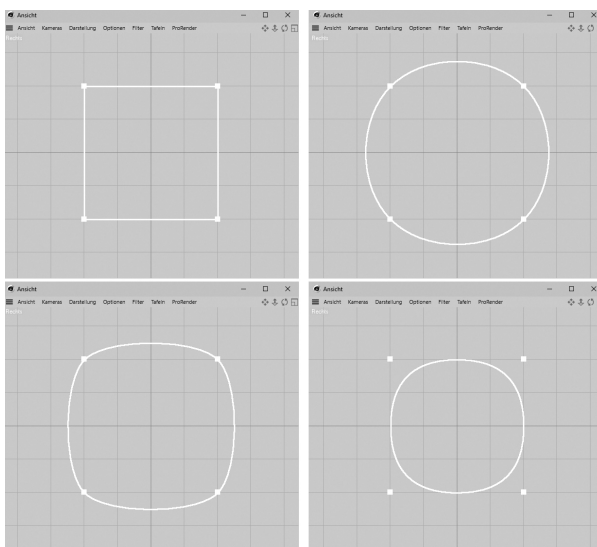 Ansicht
Ansicht Kameras Darstellung Optionen Filter Tafeln ProRender
Rechts
Ansicht
Ansicht Kameras Darstellung Optionen Filter Tafeln ProRender
Rechts
Ansicht
Ansicht Kameras Darstellung Optionen Filter Tafeln ProRender
Rechts
Ansicht
Ansicht Kameras Darstellung Optionen Filter Tafeln ProRender
Rechts